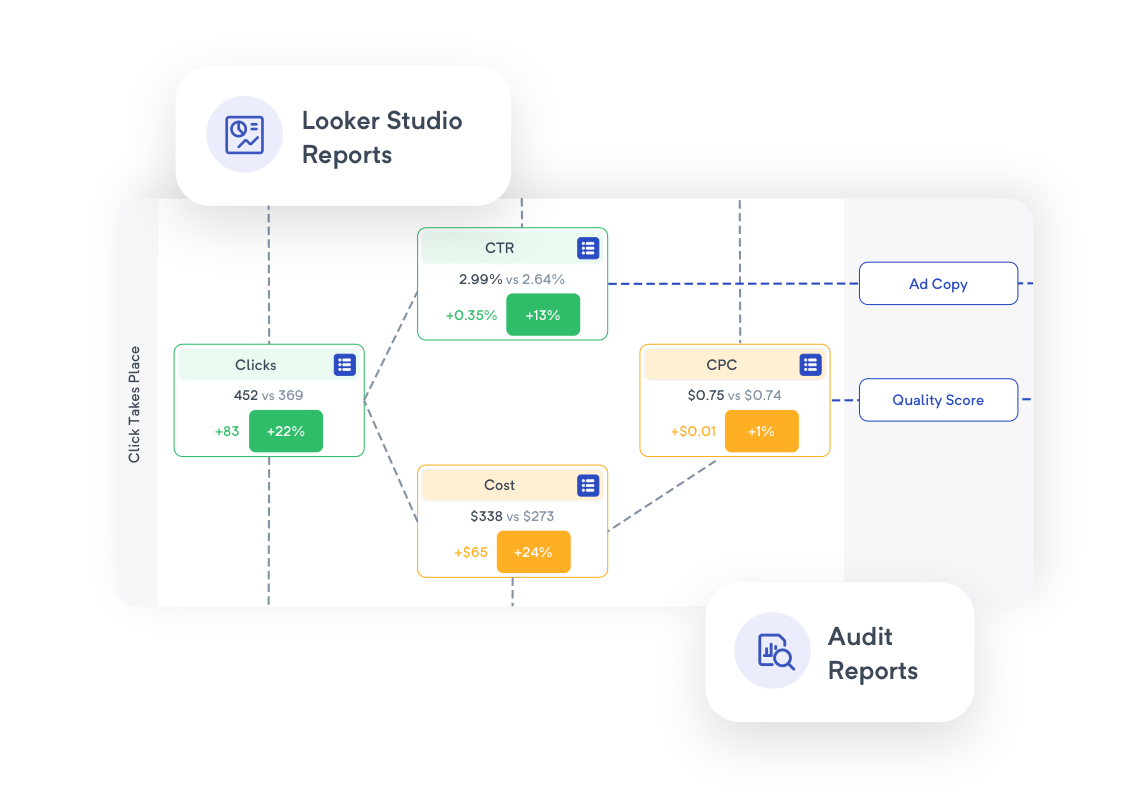 Looker Studio
Reports
Click Takes Place
CTR
2.99% vs 2.64%
+0.35% +13%
Ad Copy
Clicks
452 vs 369
+83 +22%
CPC
$0.75 vs $0.74
+$0.01 +1%
Quality Score
Cost
$338 vs $273
+$65 +24%
Audit
Reports